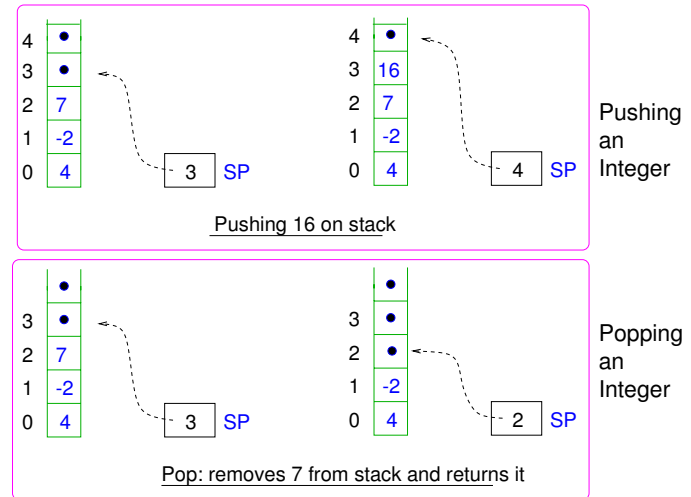 4 4
3 3 16
2 7 2 7 Pushing
1 -2 1 -2 an
0 4 3 SP 0 4 4 SP Integer
Pushing 16 on stack
3 3
2 7 2 Popping
1 -2 1 -2 an
0 4 3 SP 0 4 2 SP Integer
Pop: removes 7 from stack and returns it